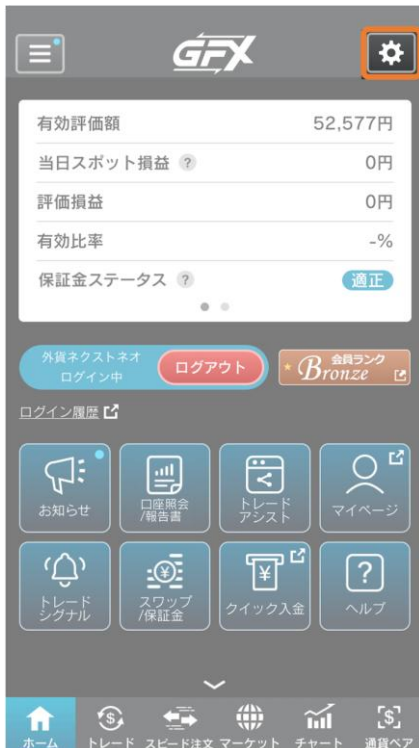 GFX
有効評価額 52,577円
当日スポット損益 ? 0円
評価損益 0円
有効比率 -%
保証金ステータス ? 適正
外貨ネクストネオ
ログイン中
ログアウト
会員ランク
Bronze
ログイン履歴
お知らせ
口座照会
/報告書
トレード
アシスト
マイページ
トレード
シグナル
スワップ
/保証金
クイック入金
ヘルプ
ホーム トレード スピード注文 マーケット チャート 通貨ペア